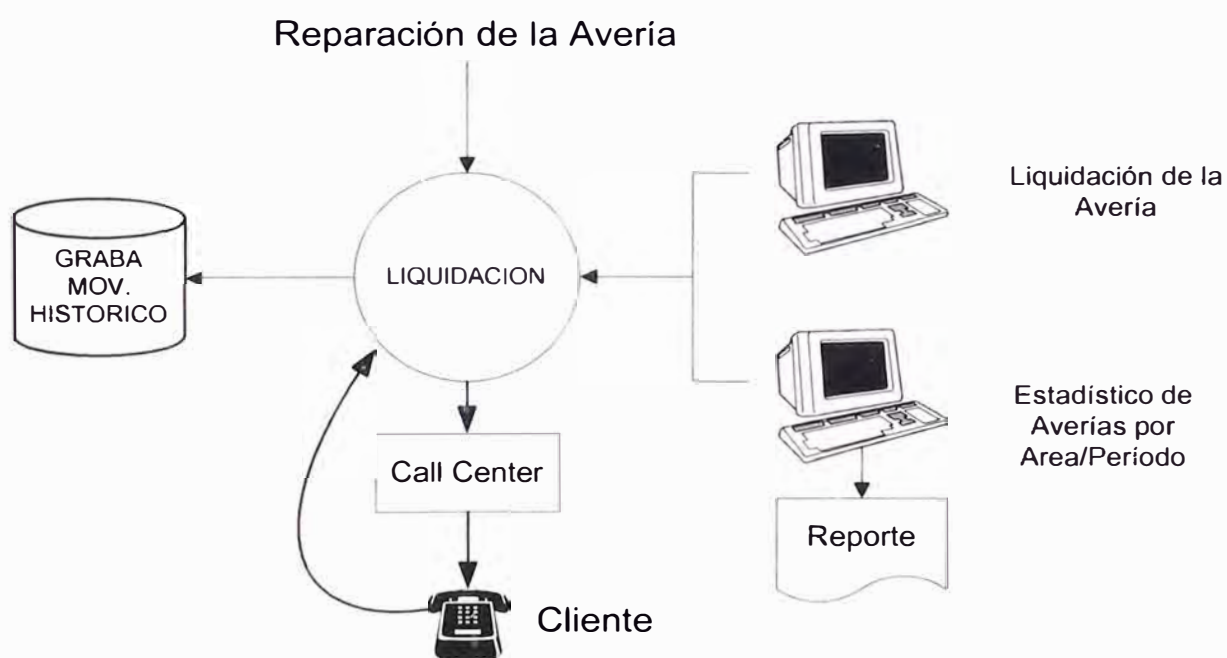 Reparación de la Avería
Liquidación de la
Avería
GRABA
MOV.
HISTORICO
LIQUIDACION
Estadístico de
Averías por
Area/Período
Call Center
Reporte
Cliente